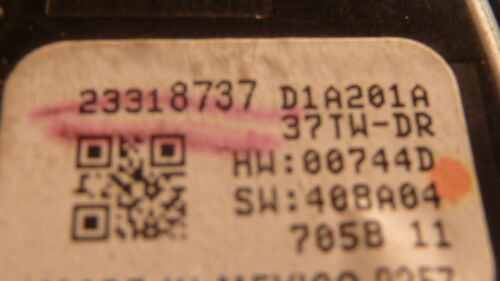 23318737 D1A201A
37TW-DR
HW:00744D
SW:408A04
7058 11